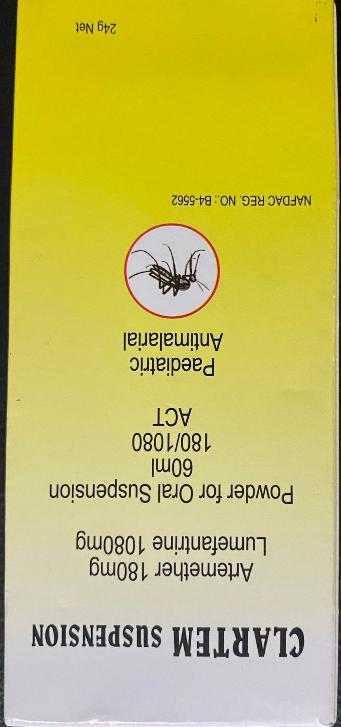 CLARTEM SUSPENSION
Artemether 180mg
Lumefantrine 1080mg
Powder for Oral Suspension
60ml
180/1080
ACT
Paediatric
Antimalarial
NAFDAC REG. NO.: B4-5562
24g Net